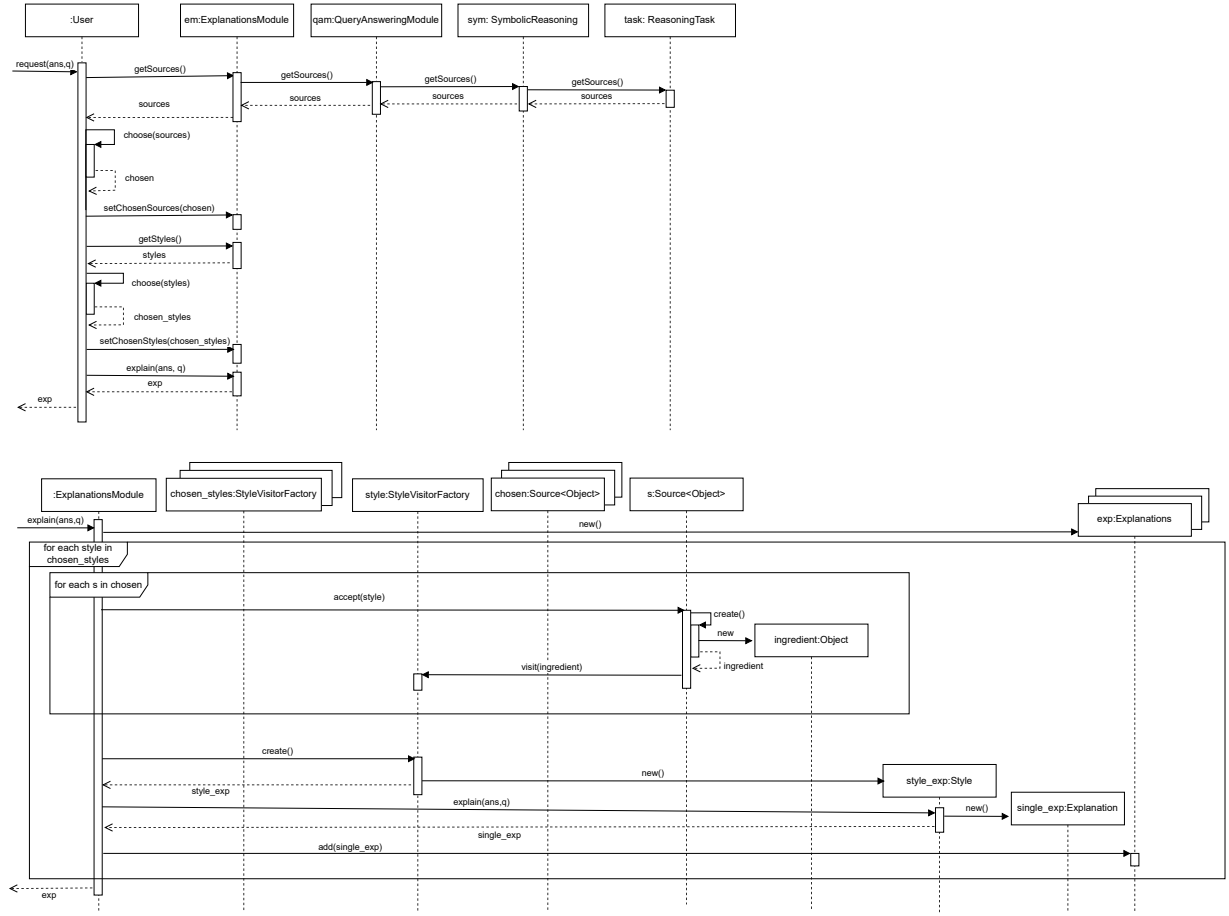 :User
em:ExplanationsModule
qam:QueryAnsweringModule
sym: SymbolicReasoning
task: ReasoningTask
request(ans,q)
getSources()
getSources()
getSources()
getSources()
sources
sources
sources
sources
choose(sources)
chosen
setChosenSources(chosen)
getStyles()
styles
choose(styles)
chosen_styles
setChosenStyles(chosen_styles)
explain(ans, q)
exp
exp
:ExplanationsModule
chosen_styles:StyleVisitorFactory
style:StyleVisitorFactory
chosen:Source<Object>
s:Source<Object>
exp:Explanations
explain(ans,q)
new()
for each style in
chosen_styles
for each s in chosen
accept(style)
create()
new
ingredient:Object
ingredient
visit(ingredient)
create()
new()
style_exp:Style
style_exp
explain(ans,q)
new()
single_exp:Explanation
single_exp
add(single_exp)
exp